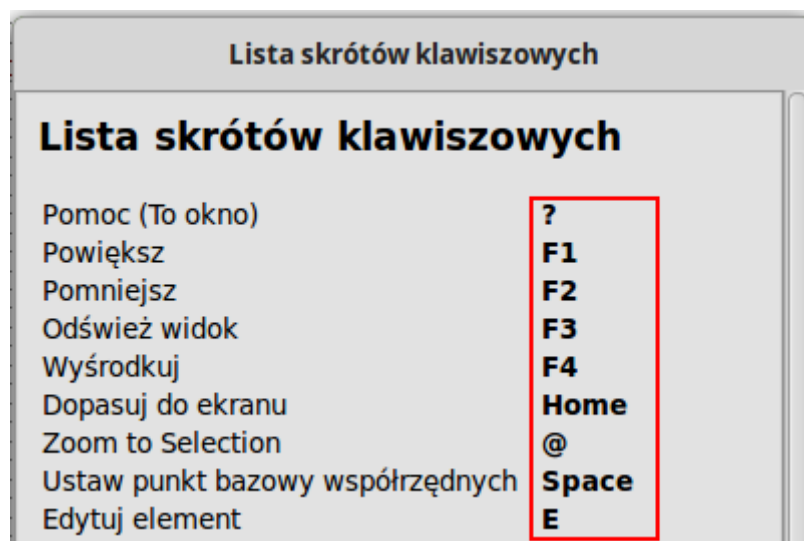 Lista skrótów klawiszowych
Lista skrótów klawiszowych
Pomoc (To okno) ?
Powiększ F1
Pomniejsz F2
Odśwież widok F3
Wyśrodkuj F4
Dopasuj do ekranu Home
Zoom to Selection @
Ustaw punkt bazowy współrzędnych Space
Edytuj element E